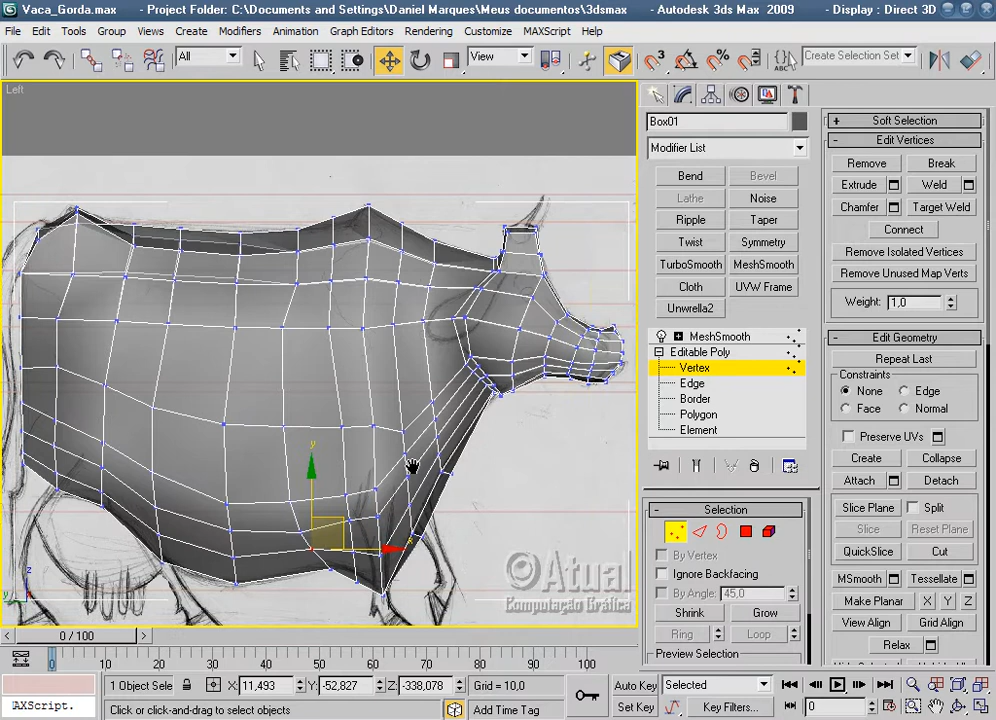 Vaca_Gorda.max - Project Folder: C:\Documents and Settings\Daniel Marques\Meus documentos\3dsmax - Autodesk 3ds Max 2009 - Display : Direct 3D
File Edit Tools Group Views Create Modifiers Animation Graph Editors Rendering Customize MAXScript Help
All View Create Selection Set
Left
Box01
Modifier List
Bend Bevel
Lathe Noise
Ripple Taper
Twist Symmetry
TurboSmooth MeshSmooth
Cloth UVW Frame
Unwrella2
MeshSmooth
Editable Poly
Vertex
Edge
Border
Polygon
Element
Selection
By Vertex
Ignore Backfacing
By Angle: 45,0
Shrink Grow
Ring Loop
Preview Selection
Soft Selection
Edit Vertices
Remove Break
Extrude Weld
Chamfer Target Weld
Connect
Remove Isolated Vertices
Remove Unused Map Verts
Weight: 1,0
Edit Geometry
Repeat Last
Constraints
None Edge
Face Normal
Preserve UVs
Create Collapse
Attach Detach
Slice Plane Split
Slice Reset Plane
QuickSlice Cut
MSmooth Tessellate
Make Planar X Y Z
View Align Grid Align
Relax
y
x
z
y
Atual
Computação Gráfica
0 / 100
0 10 20 30 40 50 60 70 80 90 100
1 Object Sele X: 11,493 Y: -52,827 Z: -338,078 Grid = 10,0
Auto Key Selected
AXScript. Click or click-and-drag to select objects Add Time Tag
Set Key Key Filters... 0